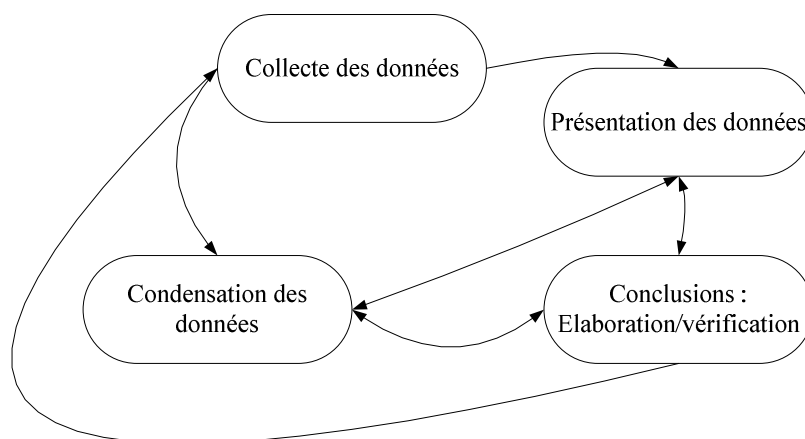 Collecte des données
Présentation des données
Condensation des
données
Conclusions :
Elaboration/vérification